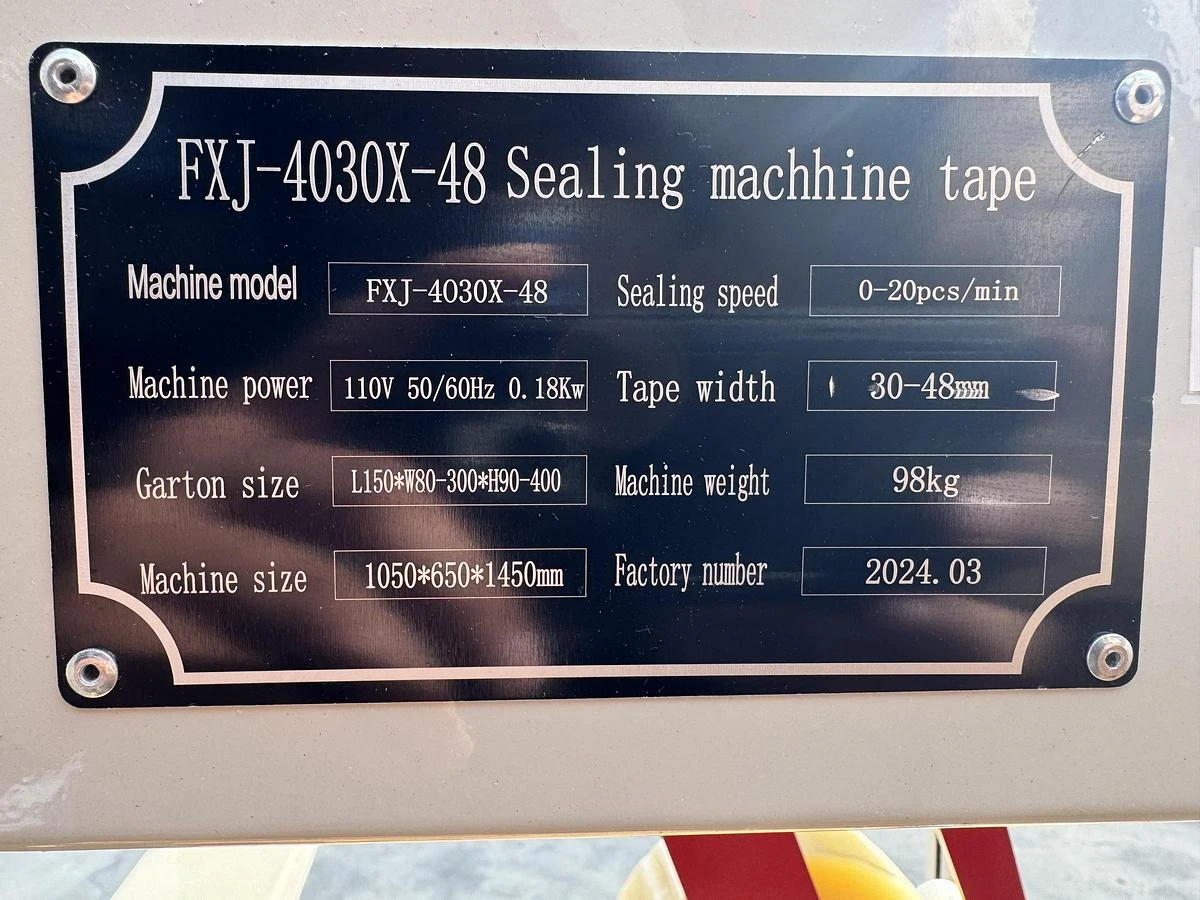 FXJ-4030X-48 Sealing machhine tape
Machine model FXJ-4030X-48 Sealing speed 0-20pcs/min
Machine power 110V 50/60Hz 0.18Kw Tape width 30-48mm
Garton size L150*W80-300*H90-400 Machine weight 98kg
Machine size 1050*650*1450mm Factory number 2024.03